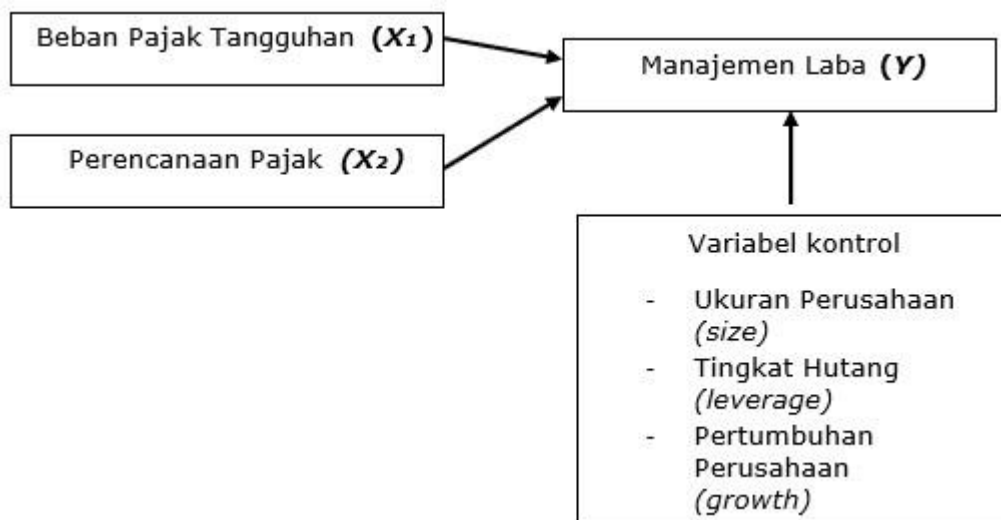 Beban Pajak Tangguhan (X1)
Manajemen Laba (Y)
Perencanaan Pajak (X2)
Variabel kontrol
- Ukuran Perusahaan
(size)
- Tingkat Hutang
(leverage)
- Pertumbuhan
Perusahaan
(growth)